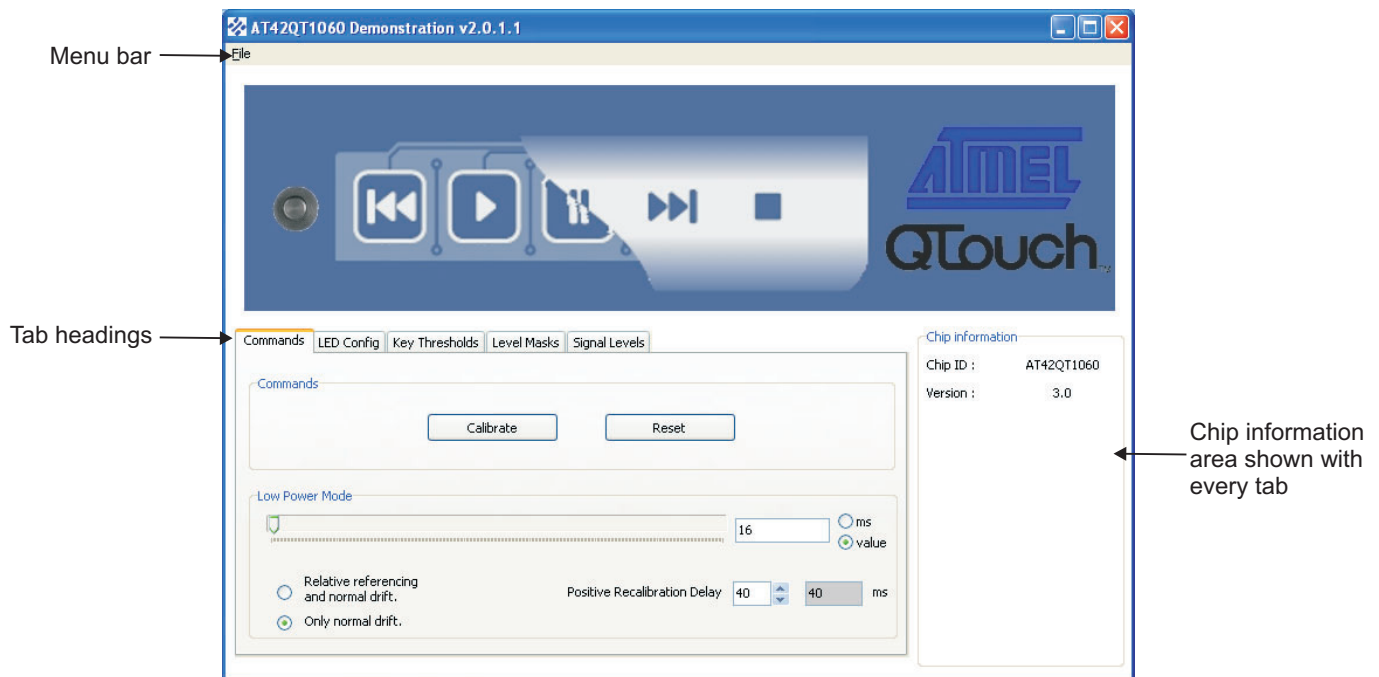 AT42QT1060 Demonstration v2.0.1.1
Menu bar
File
ATMEL
QTouch
TM
Tab headings
Commands
LED Config
Key Thresholds
Level Masks
Signal Levels
Commands
Calibrate
Reset
Low Power Mode
16
ms
value
Relative referencing
and normal drift.
Only normal drift.
Positive Recalibration Delay
40
40
ms
Chip information
Chip ID : AT42QT1060
Version : 3.0
Chip information
area shown with
every tab